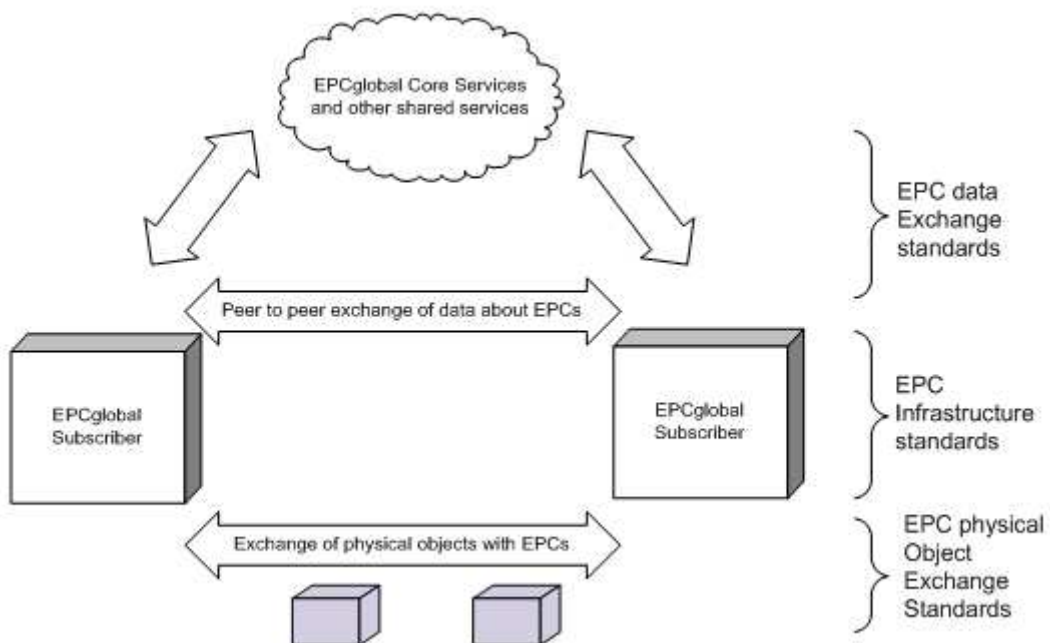 EPCglobal Core Services
and other shared services
EPC data
Exchange
standards
Peer to peer exchange of data about EPCs
EPCglobal
Subscriber
EPCglobal
Subscriber
EPC
Infrastructure
standards
Exchange of physical objects with EPCs
EPC physical
Object
Exchange
Standards